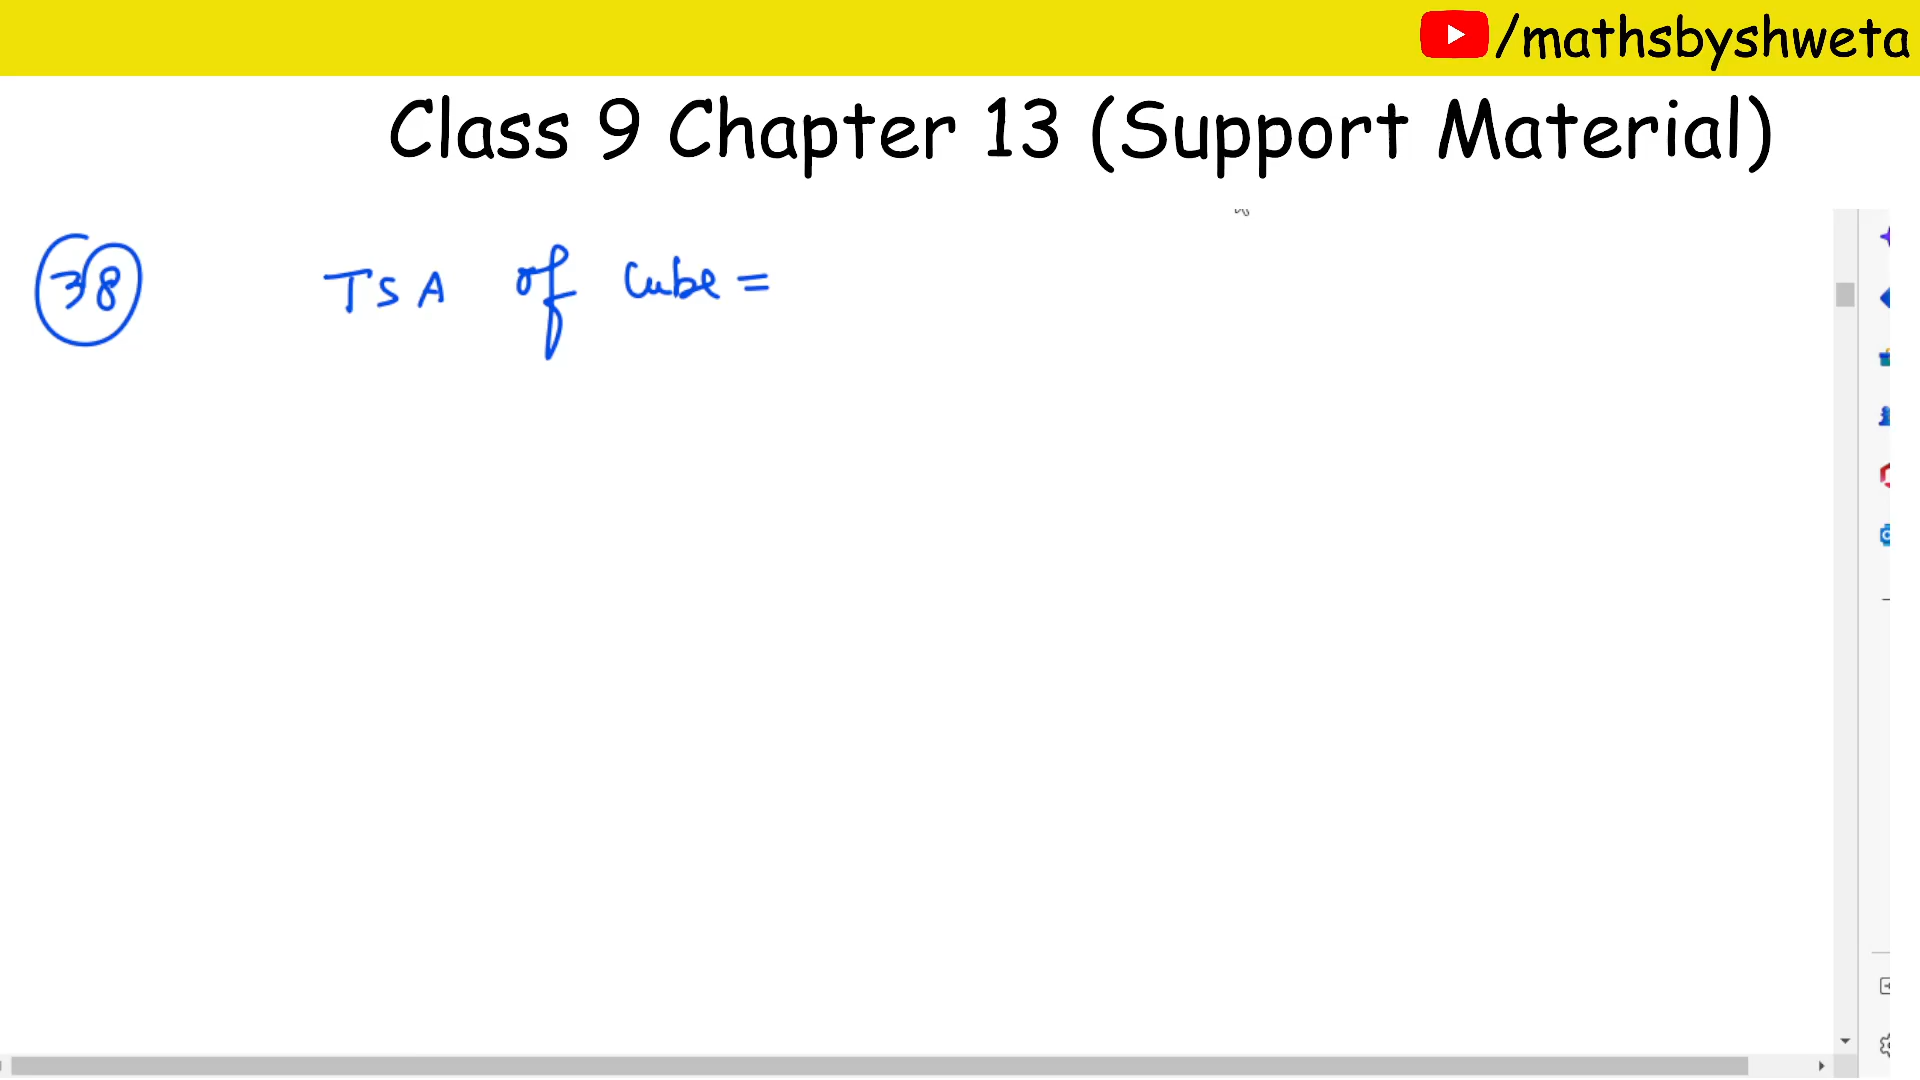 /mathsbyshweta
Class 9 Chapter 13 (Support Material)
38 TSA of Cube =